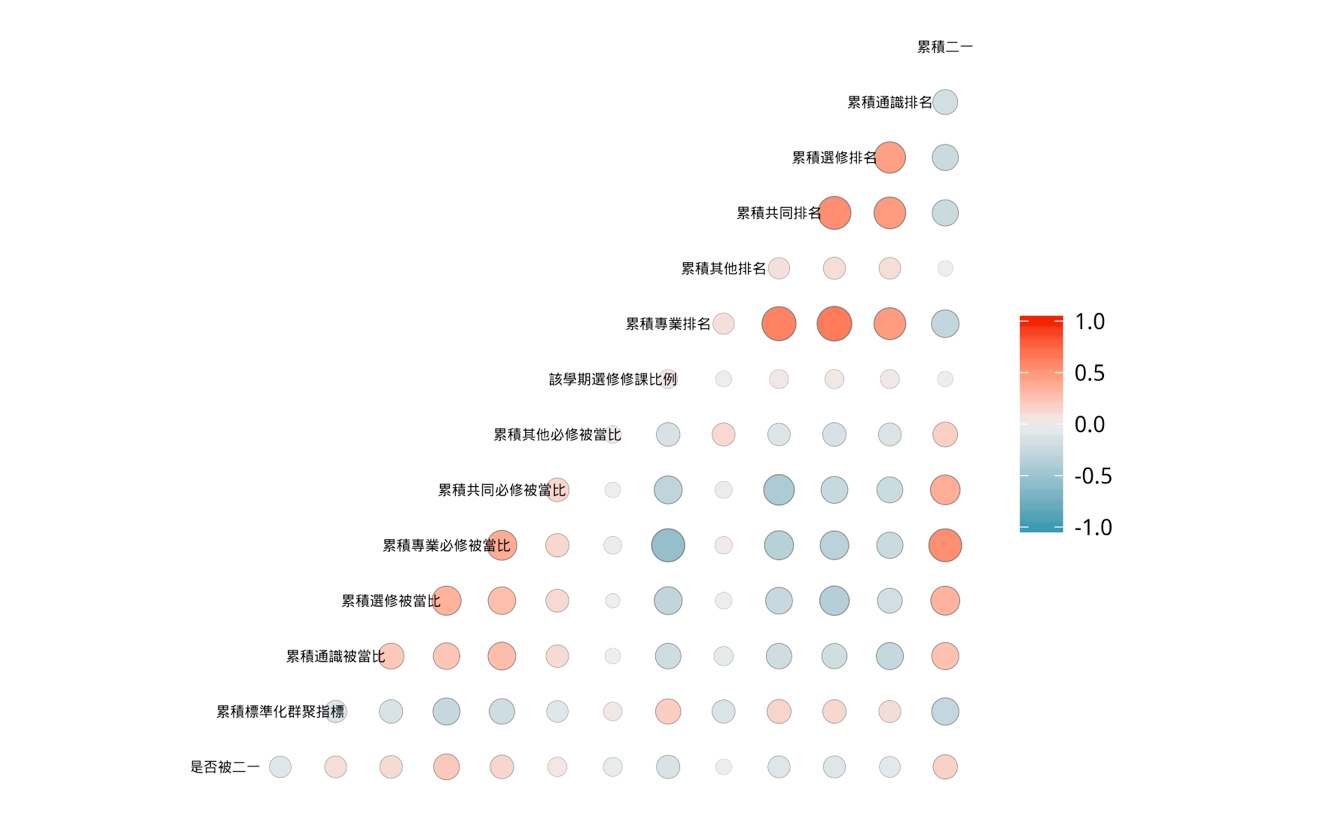 累積二一
累積通識排名
累積選修排名
累積共同排名
累積其他排名
累積專業排名
該學期選修修課比例
累積其他必修被當比
累積共同必修被當比
累積專業必修被當比
累積選修被當比
累積通識被當比
累積標準化群聚指標
是否被二一
1.0
0.5
0.0
-0.5
-1.0